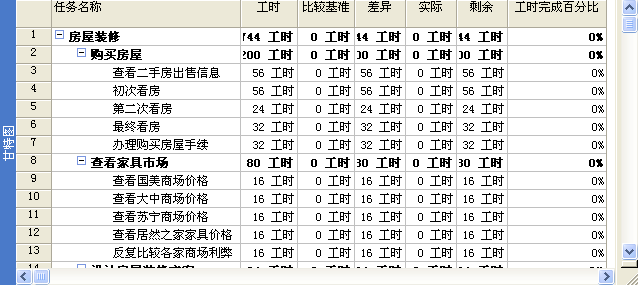 任务名称 工时 比较基准 差异 实际 剩余 工时完成百分比
1 房屋装修 744 工时 0 工时 44 工时 0 工时 44 工时 0%
2 购买房屋 200 工时 0 工时 00 工时 0 工时 00 工时 0%
3 查看二手房出售信息 56 工时 0 工时 56 工时 0 工时 56 工时 0%
4 初次看房 56 工时 0 工时 56 工时 0 工时 56 工时 0%
5 第二次看房 24 工时 0 工时 24 工时 0 工时 24 工时 0%
6 最终看房 32 工时 0 工时 32 工时 0 工时 32 工时 0%
7 办理购买房屋手续 32 工时 0 工时 32 工时 0 工时 32 工时 0%
8 查看家具市场 80 工时 0 工时 80 工时 0 工时 80 工时 0%
9 查看国美商场价格 16 工时 0 工时 16 工时 0 工时 16 工时 0%
10 查看大中商场价格 16 工时 0 工时 16 工时 0 工时 16 工时 0%
11 查看苏宁商场价格 16 工时 0 工时 16 工时 0 工时 16 工时 0%
12 查看居然之家家具价格 16 工时 0 工时 16 工时 0 工时 16 工时 0%
13 反复比较各家商场利弊 16 工时 0 工时 16 工时 0 工时 16 工时 0%
甘特图